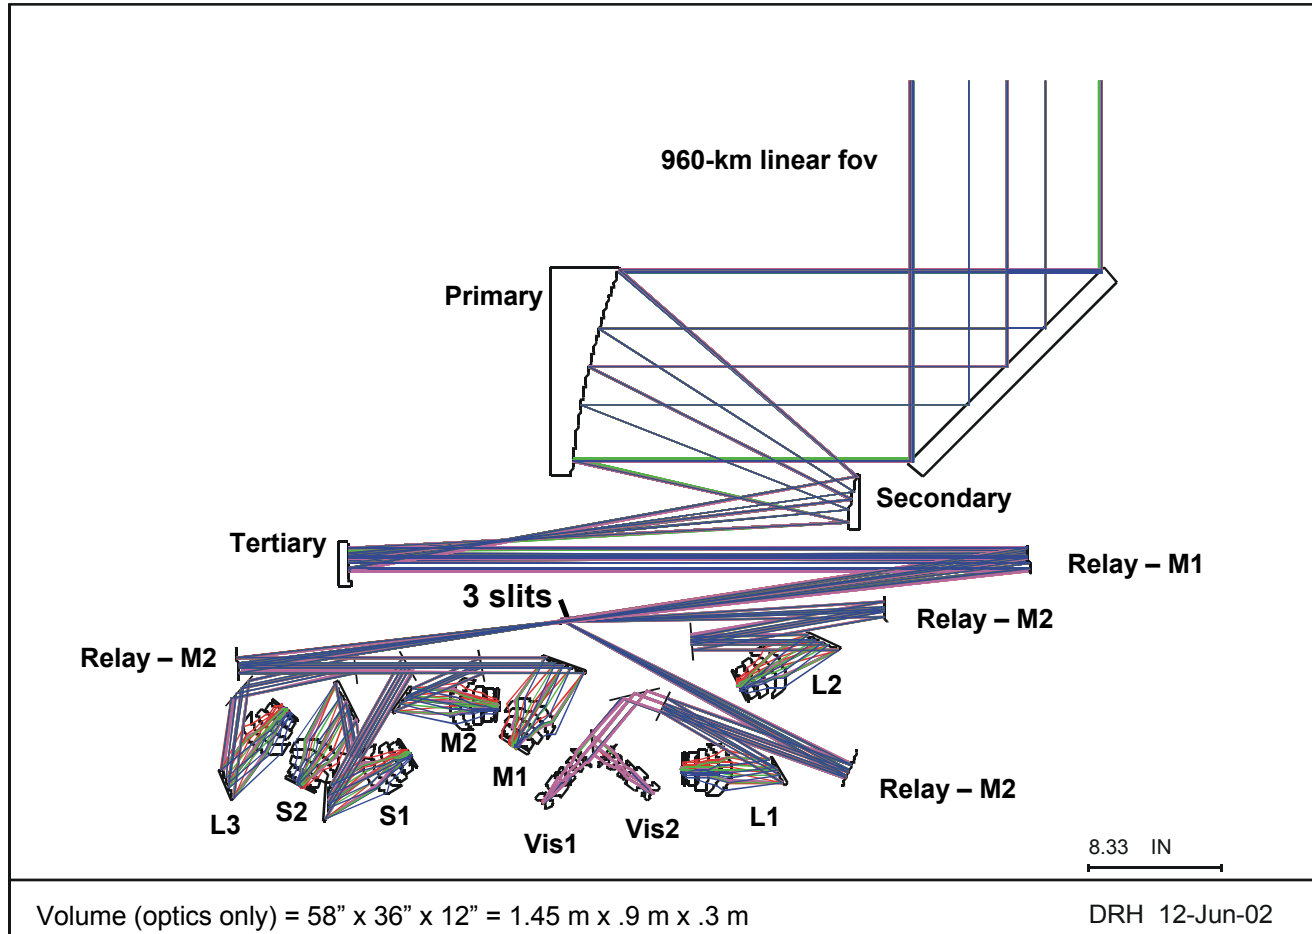 960-km linear fov
Primary
Secondary
Tertiary
Relay – M1
3 slits
Relay – M2
Relay – M2
L2
M2
M1
Relay – M2
L3
S2
S1
Vis1
Vis2
L1
8.33 IN
Volume (optics only) = 58” x 36” x 12” = 1.45 m x .9 m x .3 m
DRH 12-Jun-02